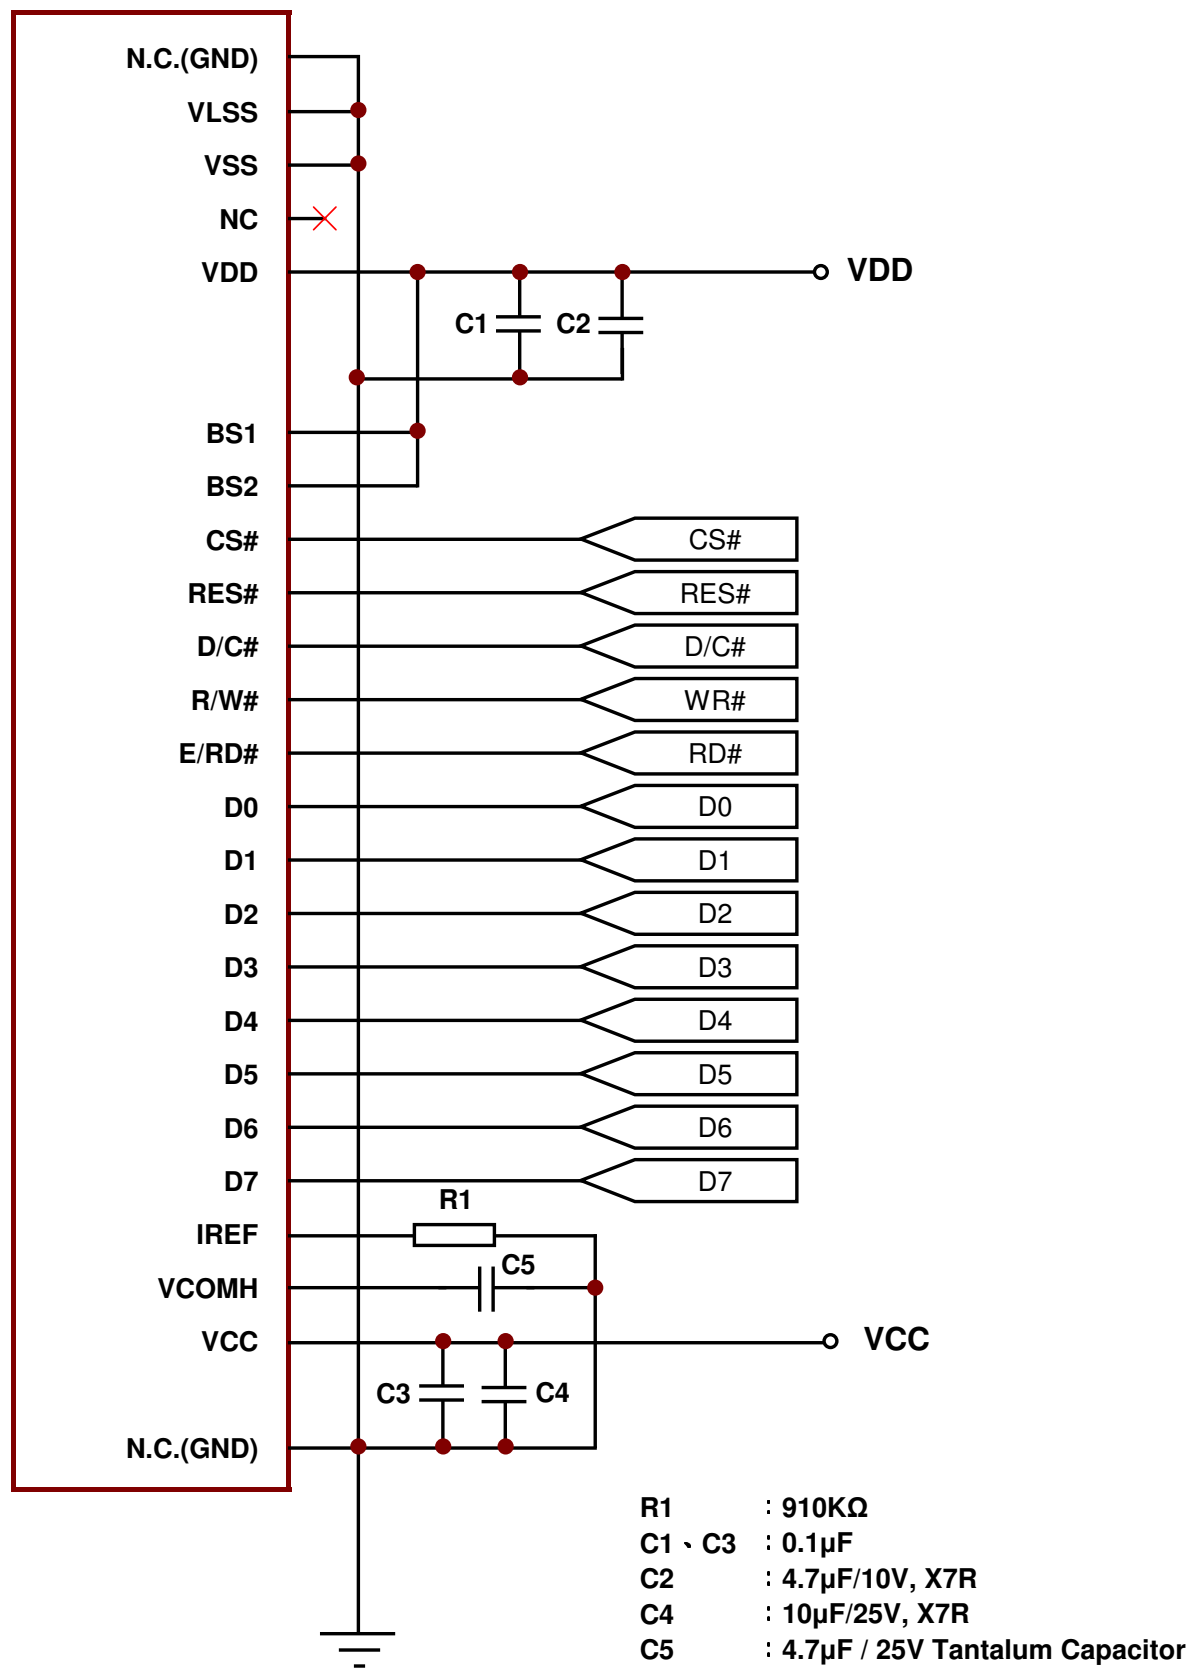 N.C.(GND)
VLSS
VSS
NC
VDD VDD
C1 C2
BS1
BS2
CS# CS#
RES# RES#
D/C# D/C#
R/W# WR#
E/RD# RD#
D0 D0
D1 D1
D2 D2
D3 D3
D4 D4
D5 D5
D6 D6
D7 D7
R1
IREF
C5
VCOMH
VCC VCC
C3 C4
N.C.(GND)
R1 : 910KΩ
C1、C3 : 0.1µF
C2 : 4.7µF/10V, X7R
C4 : 10µF/25V, X7R
C5 : 4.7µF / 25V Tantalum Capacitor